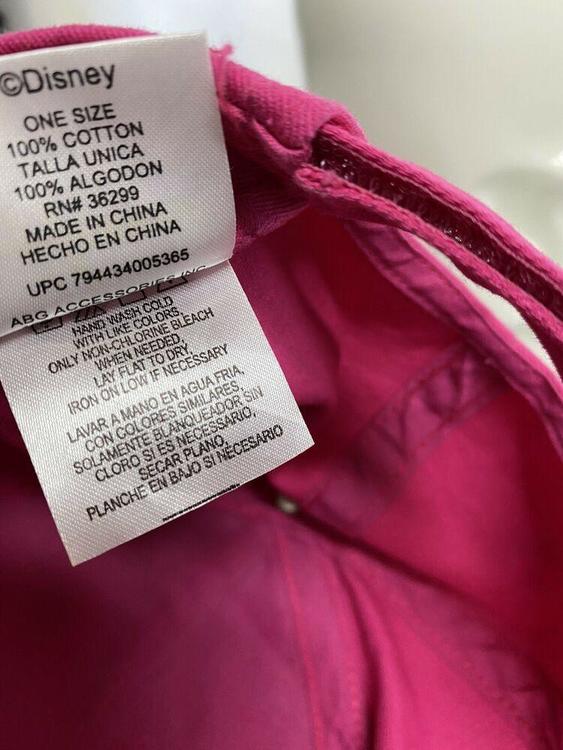 ©Disney
ONE SIZE
100% COTTON
TALLA UNICA
100% ALGODON
RN# 36299
MADE IN CHINA
HECHO EN CHINA
UPC 794434005365
ABG ACCESSORIES INC
HAND WASH COLD
WITH LIKE COLORS,
ONLY NON-CHLORINE BLEACH
WHEN NEEDED,
LAY FLAT TO DRY
IRON ON LOW IF NECESSARY
LAVAR A MANO EN AGUA FRIA,
CON COLORES SIMILARES,
SOLAMENTE BLANQUEADOR SIN
CLORO SI ES NECESARIO,
SECAR PLANO,
PLANCHE EN BAJO SI NECESARIO